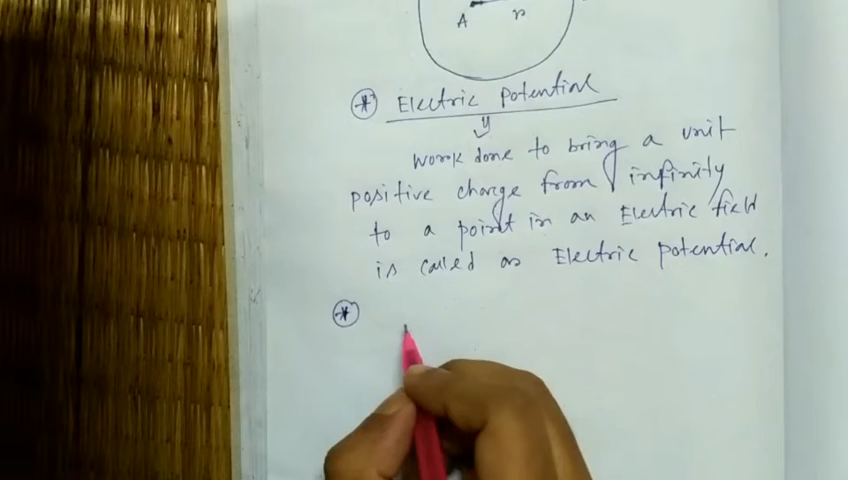 A r
* Electric Potential
Work done to bring a unit
positive charge from infinity
to a point in an Electric field
is called as Electric potential.
*